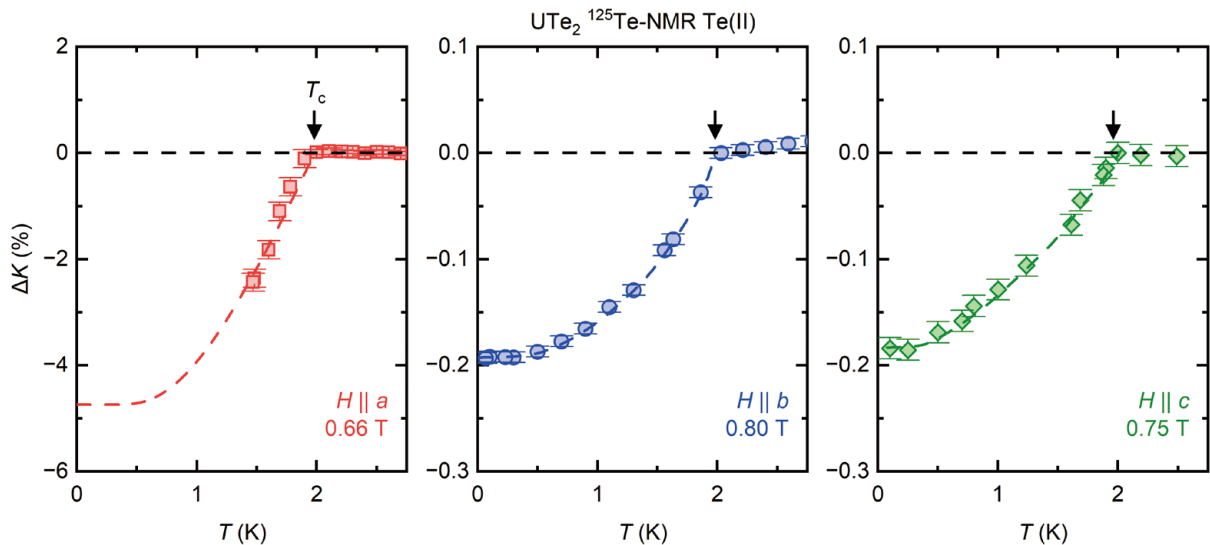 UTe₂ ¹²⁵Te-NMR Te(II)
ΔK (%)
2
0
−2
−4
−6
Tc
H || a
0.66 T
0
1
2
T (K)
0.1
0.0
−0.1
−0.2
−0.3
H || b
0.80 T
0
1
2
T (K)
0.1
0.0
−0.1
−0.2
−0.3
H || c
0.75 T
0
1
2
T (K)